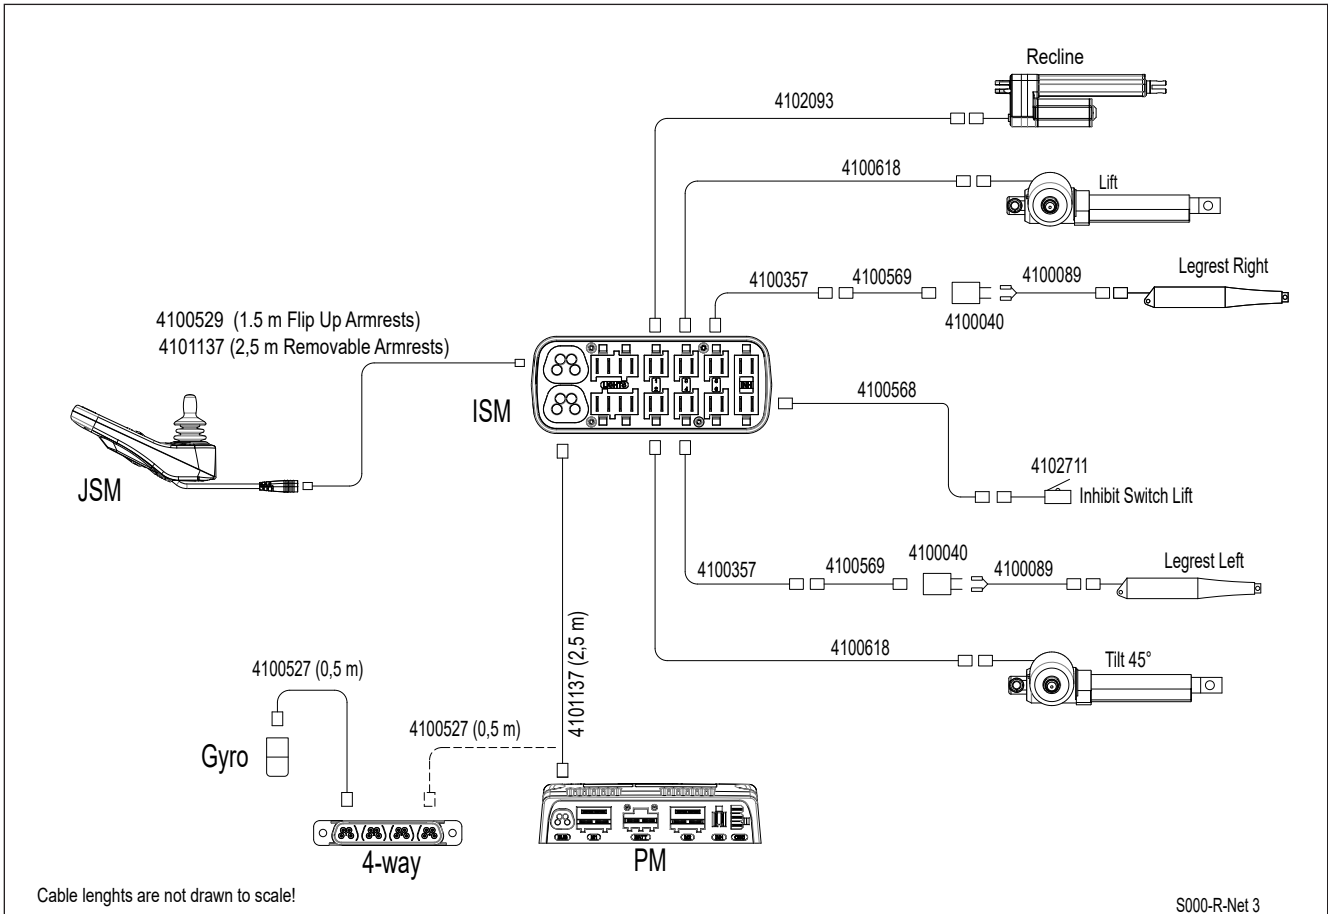 Recline
4102093
4100618
Lift
Legrest Right
4100357
4100569
4100089
4100040
4100529 (1.5 m Flip Up Armrests)
4101137 (2,5 m Removable Armrests)
LIGHTS
INH
ISM
4100568
JSM
4102711
Inhibit Switch Lift
4100040
Legrest Left
4100357
4100569
4100089
4101137 (2,5 m)
4100618
Tilt 45°
4100527 (0,5 m)
4100527 (0,5 m)
Gyro
4-way
PM
Cable lenghts are not drawn to scale!
S000-R-Net 3